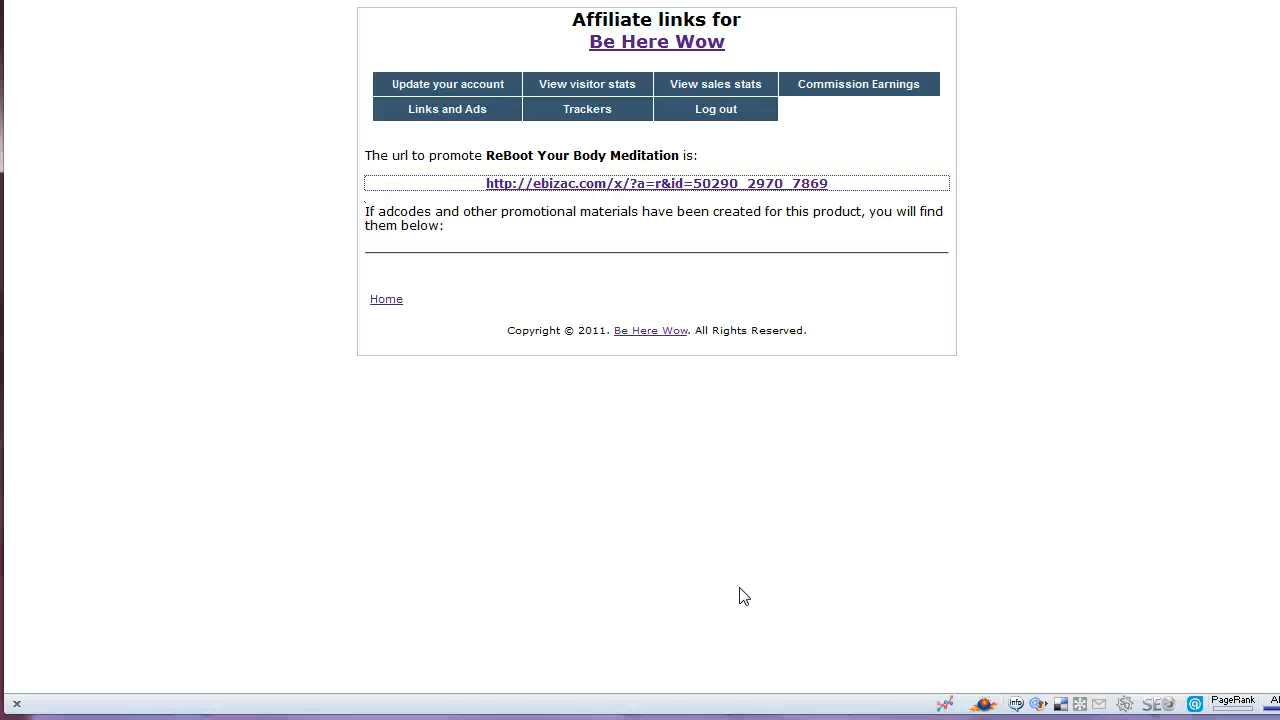 Affiliate links for
Be Here Wow
Update your account View visitor stats View sales stats Commission Earnings
Links and Ads Trackers Log out
The url to promote ReBoot Your Body Meditation is:
http://ebizac.com/x/?a=r&id=50290_2970_7869
If adcodes and other promotional materials have been created for this product, you will find
them below:
Home
Copyright © 2011. Be Here Wow. All Rights Reserved.
Info SEO PageRank